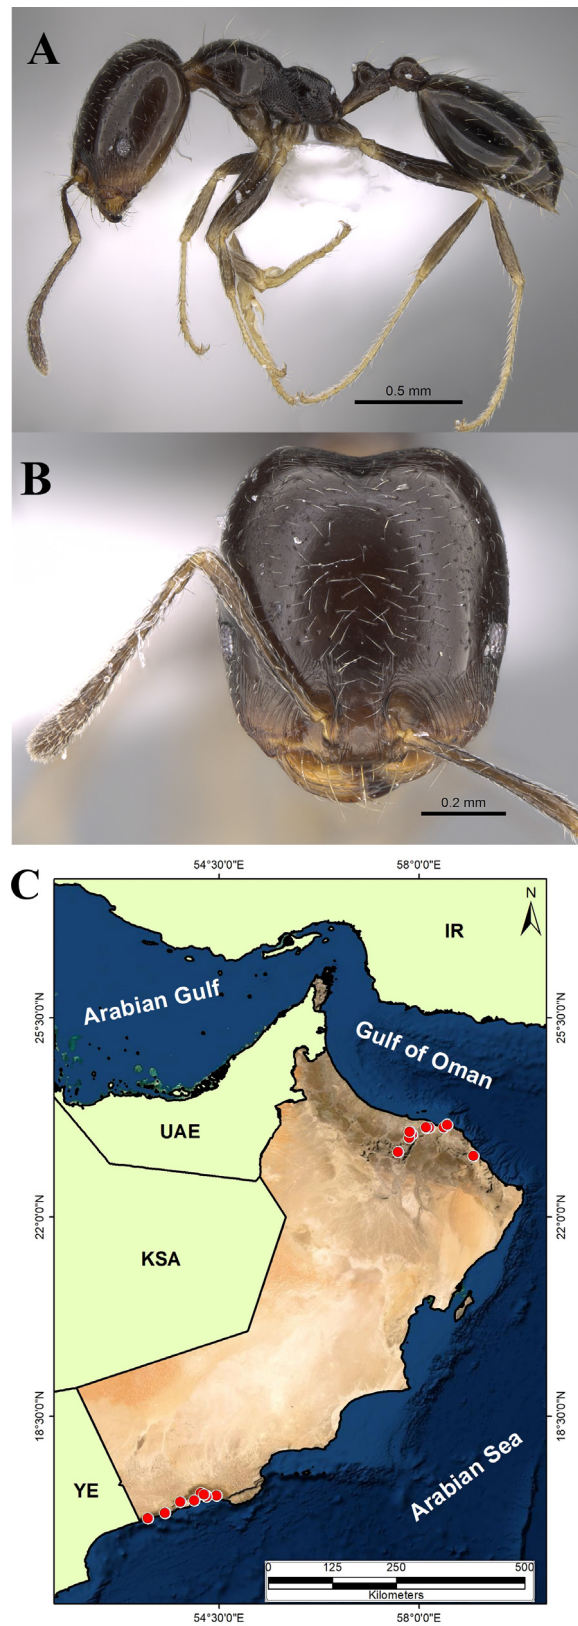 A
0.5 mm
B
0.2 mm
C
54°30'0"E
58°0'0"E
N
IR
Arabian Gulf
25°30'0"N
25°30'0"N
Gulf of Oman
UAE
22°0'0"N
22°0'0"N
KSA
18°30'0"N
18°30'0"N
YE
Arabian Sea
0
125
250
500
Kilometers
54°30'0"E
58°0'0"E